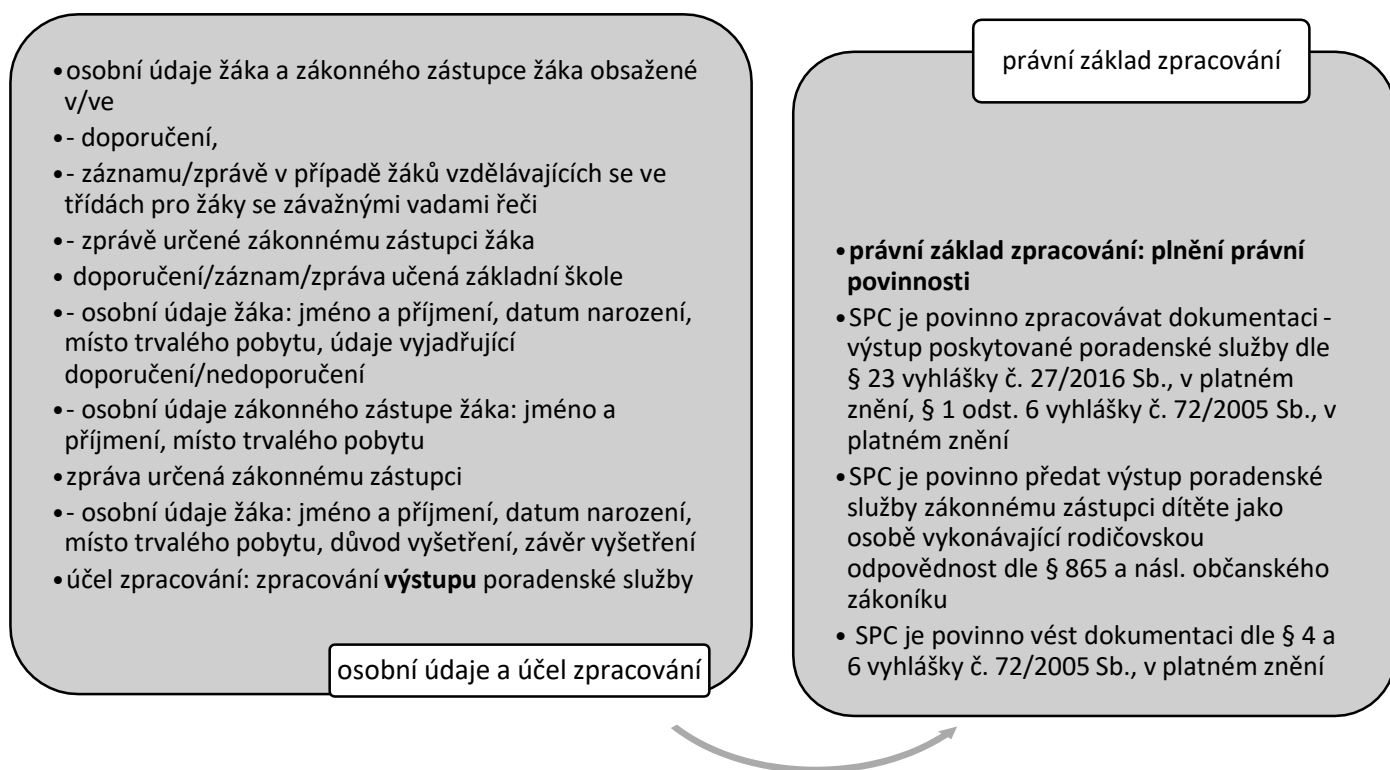 •osobní údaje žáka a zákonného zástupce žáka obsažené
v/ve
•- doporučení,
•- záznamu/zprávě v případě žáků vzdělávajících se ve
třídách pro žáky se závažnými vadami řeči
•- zprávě určené zákonnému zástupci žáka
• doporučení/záznam/zpráva učená základní škole
•- osobní údaje žáka: jméno a příjmení, datum narození,
místo trvalého pobytu, údaje vyjadřující
doporučení/nedoporučení
•- osobní údaje zákonného zástupe žáka: jméno a
příjmení, místo trvalého pobytu
•zpráva určená zákonnému zástupci
•- osobní údaje žáka: jméno a příjmení, datum narození,
místo trvalého pobytu, důvod vyšetření, závěr vyšetření
•účel zpracování: zpracování výstupu poradenské služby
osobní údaje a účel zpracování
právní základ zpracování
•právní základ zpracování: plnění právní
povinnosti
•SPC je povinno zpracovávat dokumentaci -
výstup poskytované poradenské služby dle
§ 23 vyhlášky č. 27/2016 Sb., v platném
znění, § 1 odst. 6 vyhlášky č. 72/2005 Sb., v
platném znění
•SPC je povinno předat výstup poradenské
služby zákonnému zástupci dítěte jako
osobě vykonávající rodičovskou
odpovědnost dle § 865 a násl. občanského
zákoníku
• SPC je povinno vést dokumentaci dle § 4 a
6 vyhlášky č. 72/2005 Sb., v platném znění